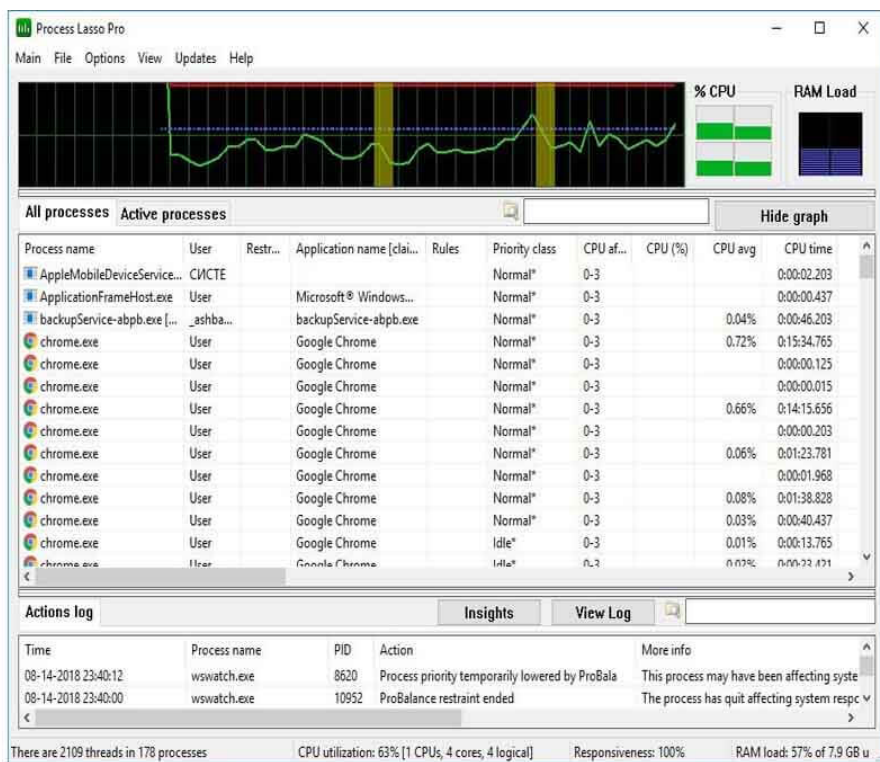 Process Lasso Pro
Main File Options View Updates Help
% CPU RAM Load
All processes Active processes Hide graph
Process name User Restr... Application name [clai... Rules Priority class CPU af... CPU (%) CPU avg CPU time
AppleMobileDeviceService... СИСТЕ Normal* 0-3 0:00:02.203
ApplicationFrameHost.exe User Microsoft® Windows... Normal* 0-3 0:00:00.437
backupService-abpb.exe [... _ashba... backupService-abpb.exe Normal* 0-3 0.04% 0:00:46.203
chrome.exe User Google Chrome Normal* 0-3 0.72% 0:15:34.765
chrome.exe User Google Chrome Normal* 0-3 0:00:00.125
chrome.exe User Google Chrome Normal* 0-3 0:00:00.015
chrome.exe User Google Chrome Normal* 0-3 0.66% 0:14:15.656
chrome.exe User Google Chrome Normal* 0-3 0:00:00.203
chrome.exe User Google Chrome Normal* 0-3 0.06% 0:01:23.781
chrome.exe User Google Chrome Normal* 0-3 0:00:01.968
chrome.exe User Google Chrome Normal* 0-3 0.08% 0:01:38.828
chrome.exe User Google Chrome Normal* 0-3 0.03% 0:00:40.437
chrome.exe User Google Chrome Idle* 0-3 0.01% 0:00:13.765
chrome.exe User Google Chrome Idle* 0-3 0.02% 0:00:23.421
Actions log Insights View Log
Time Process name PID Action More info
08-14-2018 23:40:12 wswatch.exe 8620 Process priority temporarily lowered by ProBala This process may have been affecting syste
08-14-2018 23:40:00 wswatch.exe 10952 ProBalance restraint ended The process has quit affecting system respc
There are 2109 threads in 178 processes CPU utilization: 63% [1 CPUs, 4 cores, 4 logical] Responsiveness: 100% RAM load: 57% of 7.9 GB u